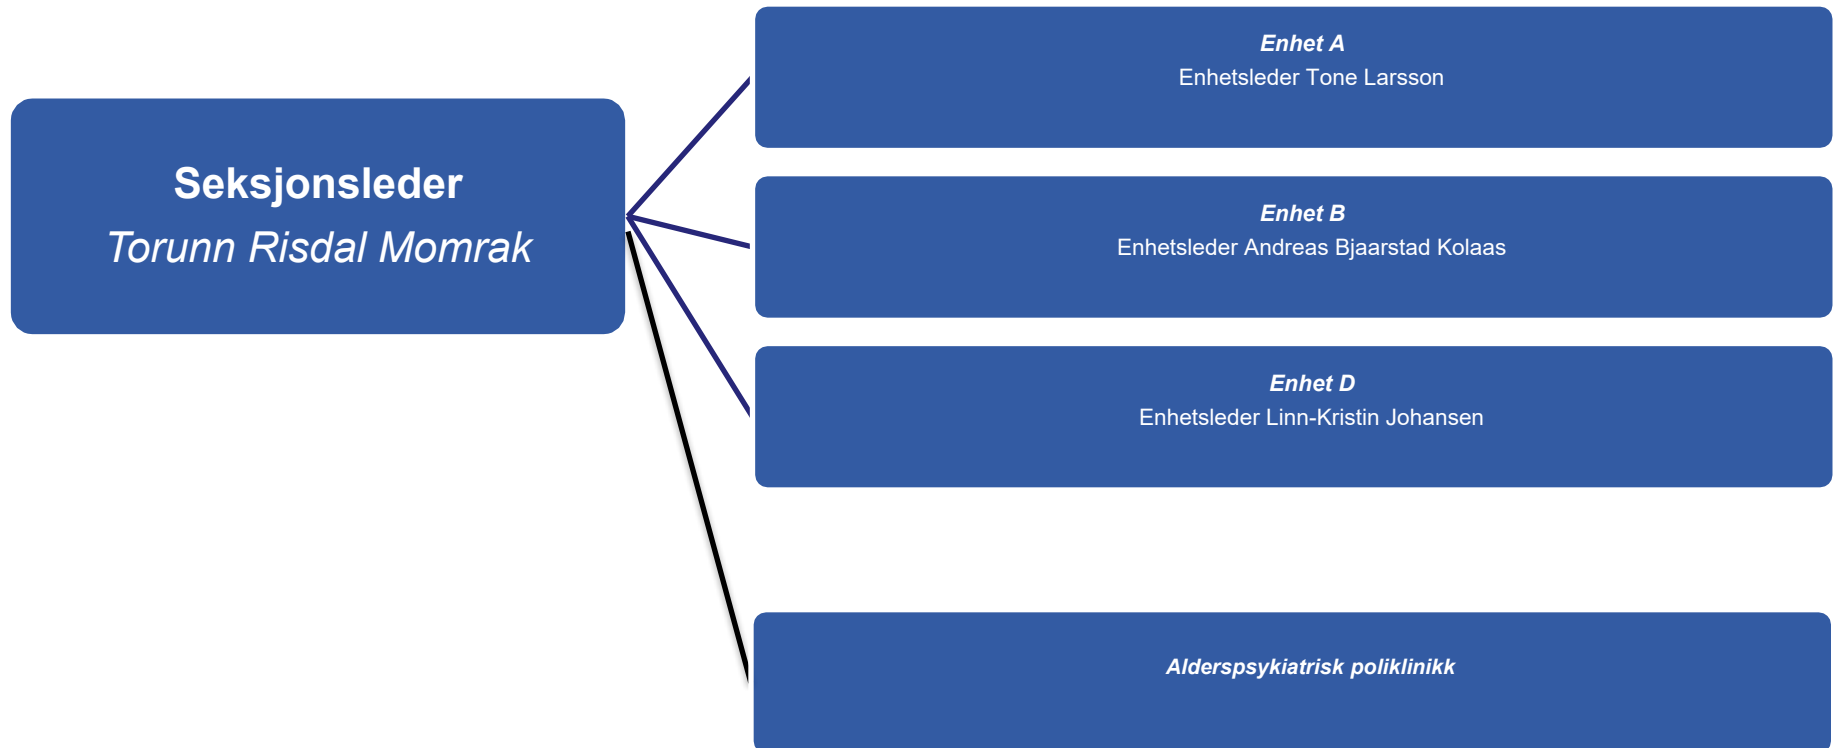 Seksjonsleder
Torunn Risdal Momrak
Enhet A
Enhetsleder Tone Larsson
Enhet B
Enhetsleder Andreas Bjaarstad Kolaas
Enhet D
Enhetsleder Linn-Kristin Johansen
Alderspsykiatrisk poliklinikk